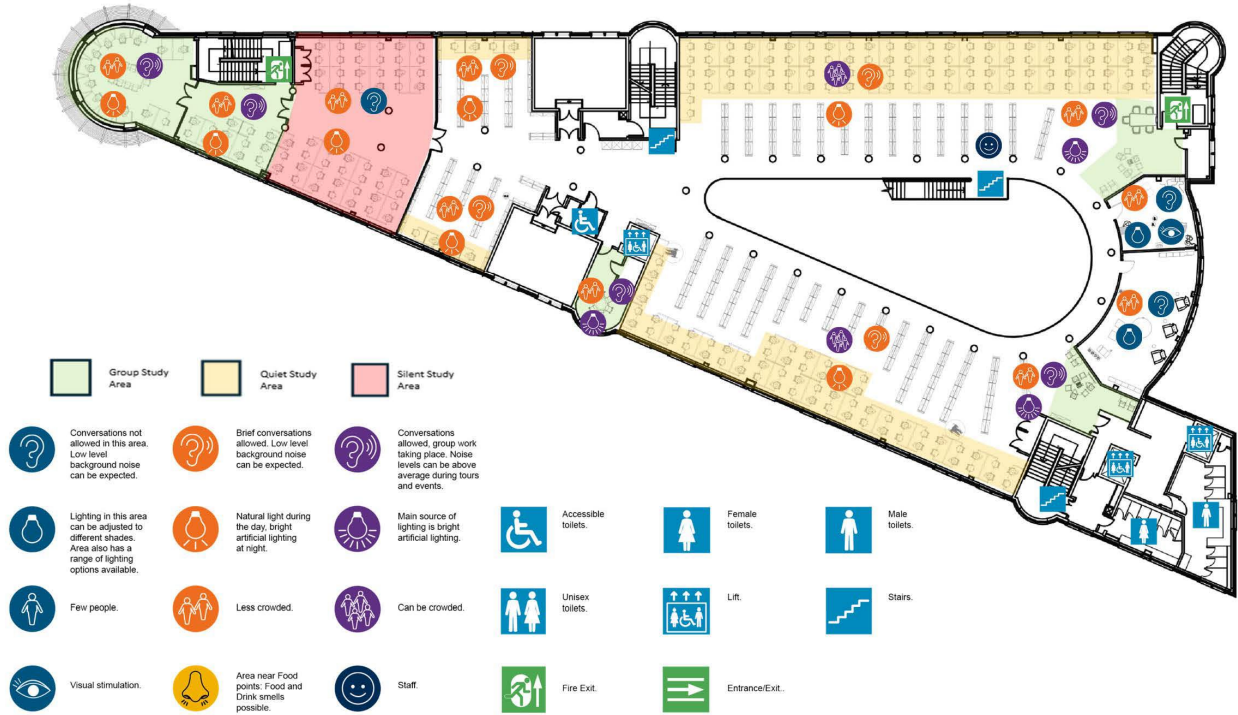 Group Study
Area
Quiet Study
Area
Silent Study
Area
Conversations not
allowed in this area.
Low level
background noise
can be expected.
Brief conversations
allowed. Low level
background noise
can be expected.
Conversations
allowed, group work
taking place. Noise
levels can be above
average during tours
and events.
Lighting in this area
can be adjusted to
different shades.
Area also has a
range of lighting
options available.
Natural light during
the day, bright
artificial lighting
at night.
Main source of
lighting is bright
artificial lighting.
Accessible
toilets.
Female
toilets.
Male
toilets.
Few people.
Less crowded.
Can be crowded.
Unisex
toilets.
Lift.
Stairs.
Visual stimulation.
Area near Food
points: Food and
Drink smells
possible.
Staff.
Fire Exit.
Entrance/Exit..